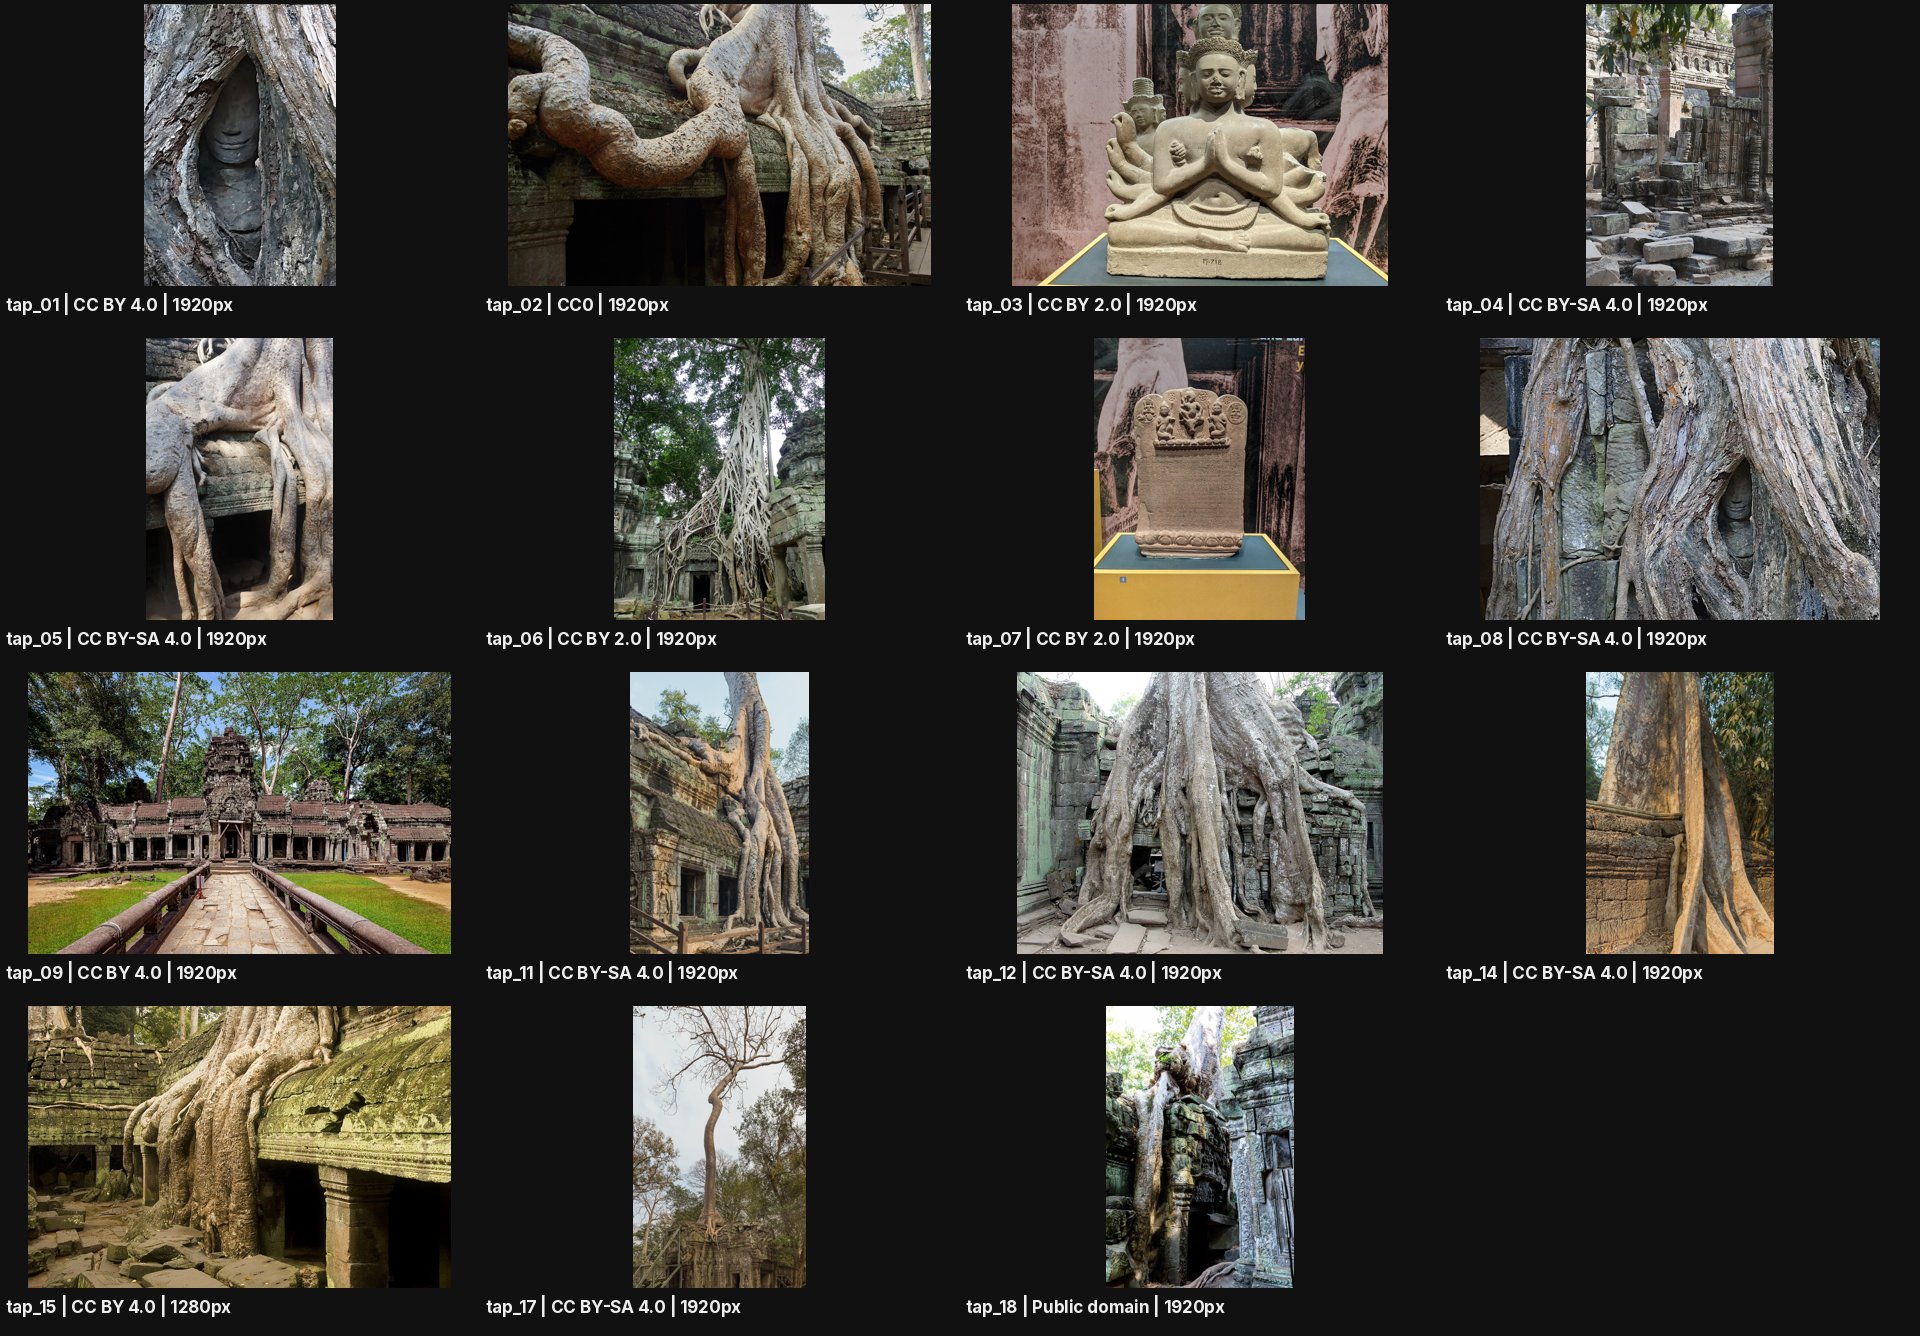 tap_01 | CC BY 4.0 | 1920px
tap_02 | CC0 | 1920px
tap_03 | CC BY 2.0 | 1920px
tap_04 | CC BY-SA 4.0 | 1920px
tap_05 | CC BY-SA 4.0 | 1920px
tap_06 | CC BY 2.0 | 1920px
tap_07 | CC BY 2.0 | 1920px
tap_08 | CC BY-SA 4.0 | 1920px
tap_09 | CC BY 4.0 | 1920px
tap_11 | CC BY-SA 4.0 | 1920px
tap_12 | CC BY-SA 4.0 | 1920px
tap_14 | CC BY-SA 4.0 | 1920px
tap_15 | CC BY 4.0 | 1280px
tap_17 | CC BY-SA 4.0 | 1920px
tap_18 | Public domain | 1920px